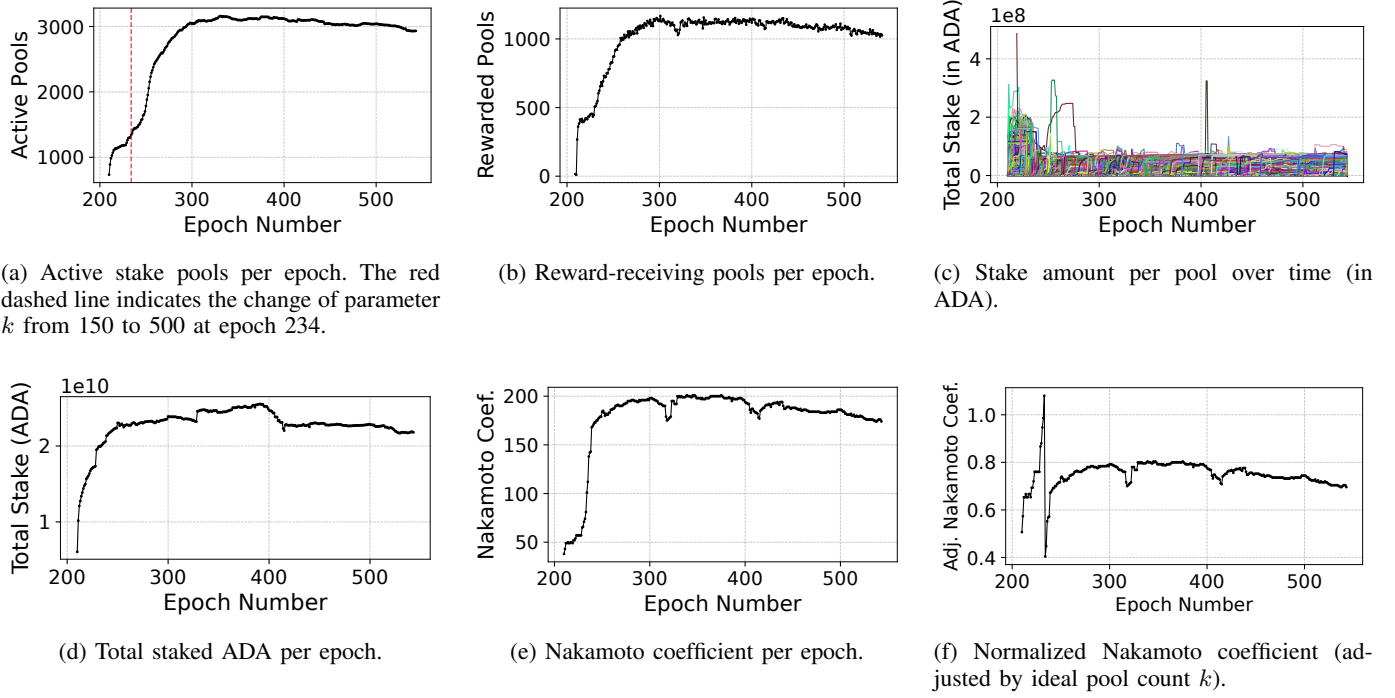 3000
2000
1000
200
300
400
500
Active Pools
Epoch Number
1000
500
0
200
300
400
500
Rewarded Pools
Epoch Number
1e8
4
2
0
200
300
400
500
Total Stake (in ADA)
Epoch Number
(a) Active stake pools per epoch. The red
dashed line indicates the change of parameter
k from 150 to 500 at epoch 234.
(b) Reward-receiving pools per epoch.
(c) Stake amount per pool over time (in
ADA).
1e10
2
1
200
300
400
500
Total Stake (ADA)
Epoch Number
200
150
100
50
200
300
400
500
Nakamoto Coef.
Epoch Number
1.0
0.8
0.6
0.4
200
300
400
500
Adj. Nakamoto Coef.
Epoch Number
(d) Total staked ADA per epoch.
(e) Nakamoto coefficient per epoch.
(f) Normalized Nakamoto coefficient (ad-
justed by ideal pool count k).